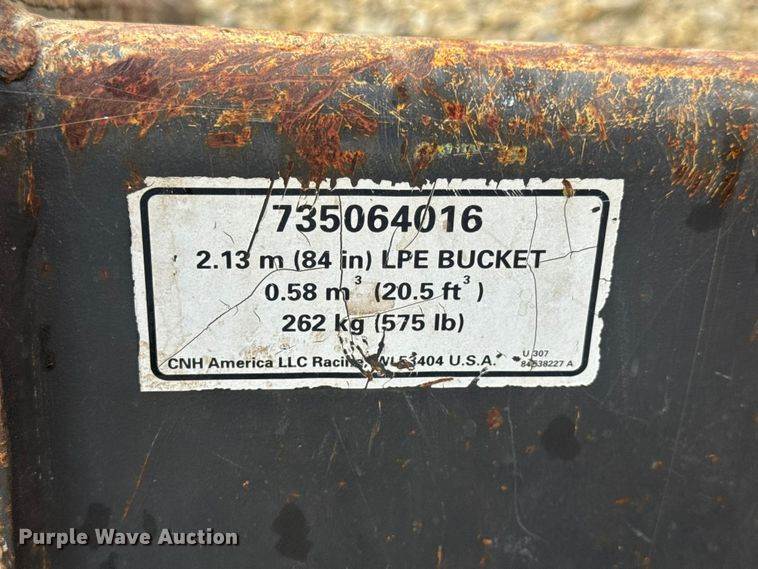 735064016
2.13 m (84 in) LPE BUCKET
0.58 m³ (20.5 ft³)
262 kg (575 lb)
CNH America LLC Racine, WI 53404 U.S.A.
U 307
84538227 A
Purple Wave Auction